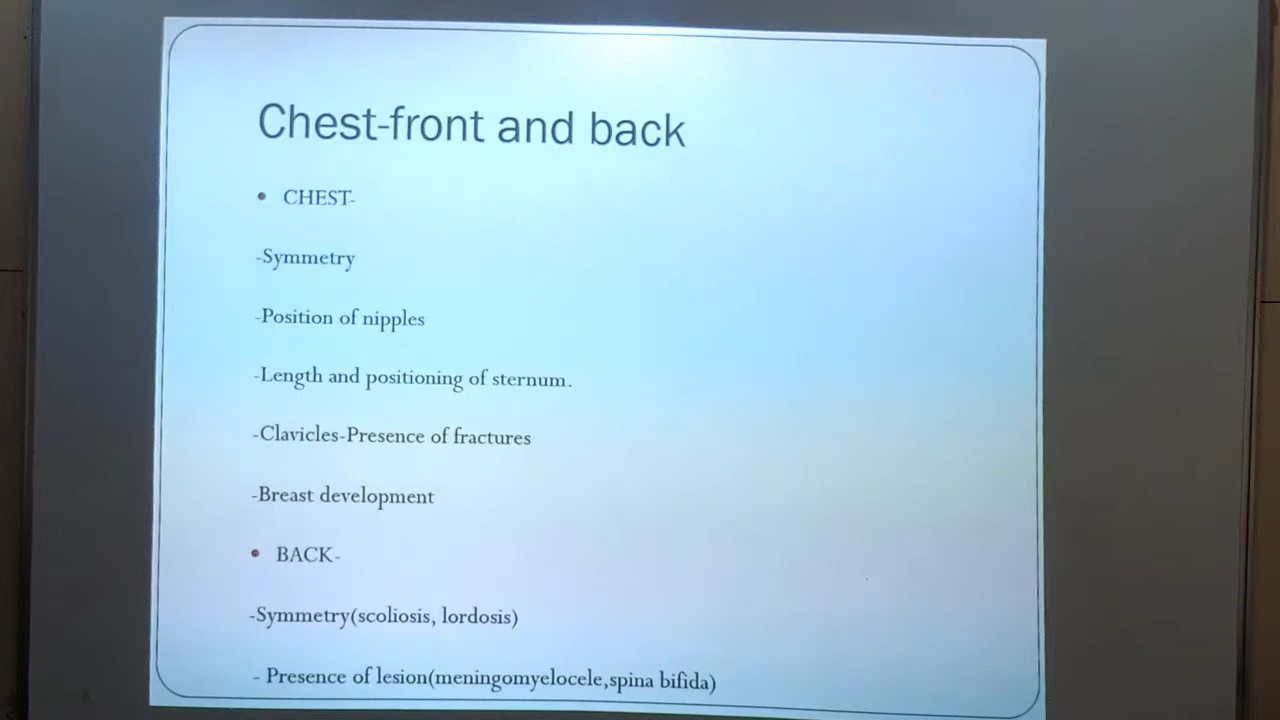 Chest-front and back
• CHEST-
-Symmetry
-Position of nipples
-Length and positioning of sternum.
-Clavicles-Presence of fractures
-Breast development
• BACK-
-Symmetry(scoliosis, lordosis)
- Presence of lesion(meningomyelocele,spina bifida)